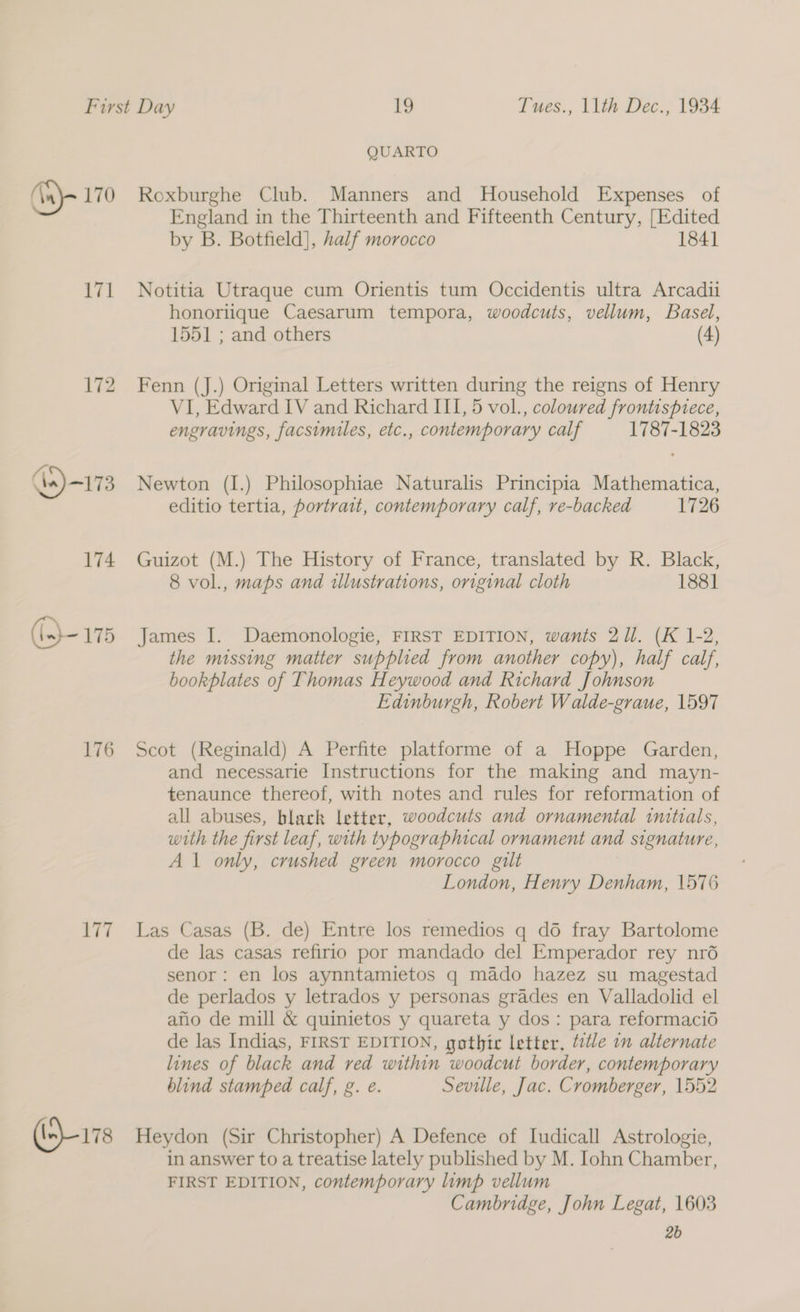 First Day 19 Tues., 11th Dec., 1934
QUARTO
170 Roxburghe Club. Manners and Household Expenses of
England in the Thirteenth and Fifteenth Century, [Edited
by B. Botfield], half morocco 1841
171 Notitia Utraque cum Orientis tum Occidentis ultra Arcadii
honoriique Caesarum tempora, woodcuts, vellum, Basel,
1551 ; and others (4)
172 Fenn (J.) Original Letters written during the reigns of Henry
VI, Edward IV and Richard III, 5 vol., coloured frontispiece,
engravings, facsimiles, etc., contemporary calf 1787-1823
173 Newton (I.) Philosophiae Naturalis Principia Mathematica,
editio tertia, portrait, contemporary calf, re-backed 1726
174 Guizot (M.) The History of France, translated by R. Black,
8 vol., maps and illustrations, original cloth 1881
175 James I. Daemonologie, FIRST EDITION, wants 2 ll. (K 1-2,
the missing matter supplied from another copy), half calf,
bookplates of Thomas Heywood and Richard Johnson
Edinburgh, Robert Walde-graue, 1597
176 Scot (Reginald) A Perfite platforme of a Hoppe Garden,
and necessarie Instructions for the making and mayn-
tenaunce thereof, with notes and rules for reformation of
all abuses, black letter, woodcuts and ornamental initials,
with the first leaf, with typographical ornament and signature,
A 1 only, crushed green morocco gilt
London, Henry Denham, 1576
177 Las Casas (B. de) Entre los remedios q dõ fray Bartolome
de las casas refirio por mandado del Emperador rey nrõ
senor : en los aynntamietos q mãdo hazez su magestad
de perlados y letrados y personas grãdes en Valladolid el
año de mill & quinietos y quareta y dos : para reformaciõ
de las Indias, FIRST EDITION, gothic letter, title in alternate
lines of black and red within woodcut border, contemporary
blind stamped calf, g. e. Seville, Jac. Cromberger, 1552
178 Heydon (Sir Christopher) A Defence of Iudicall Astrologie,
in answer to a treatise lately published by M. Iohn Chamber,
FIRST EDITION, contemporary limp vellum
Cambridge, John Legat, 1603
2b